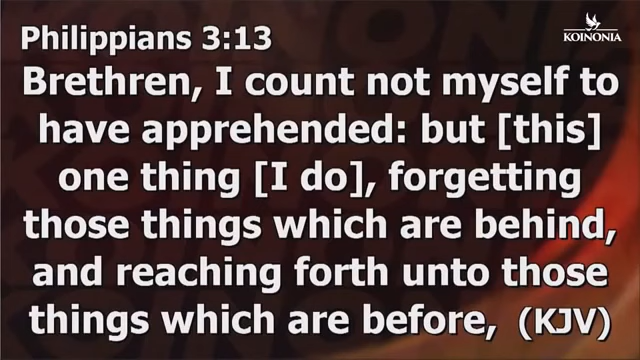 Philippians 3:13
KOINONIA
Brethren, I count not myself to
have apprehended: but [this]
one thing [I do], forgetting
those things which are behind,
and reaching forth unto those
things which are before, (KJV)